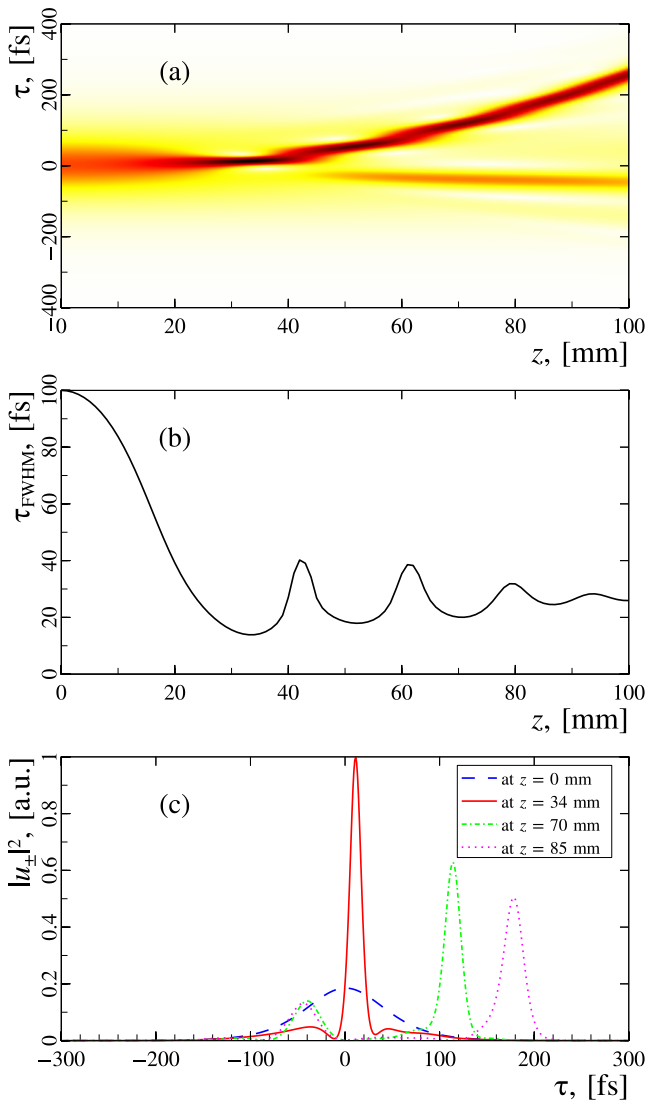 400
200
0
−200
−400
τ, [fs]
(a)
10
20
40
60
80
100
z, [mm]
100
80
60
40
20
0
τFWHM, [fs]
(b)
0
20
40
60
80
100
z, [mm]
1
0.8
0.6
0.4
0.2
0
|u±|², [a.u.]
(c)
at z = 0 mm
at z = 34 mm
at z = 70 mm
at z = 85 mm
−300
−200
−100
0
100
200
300
τ, [fs]